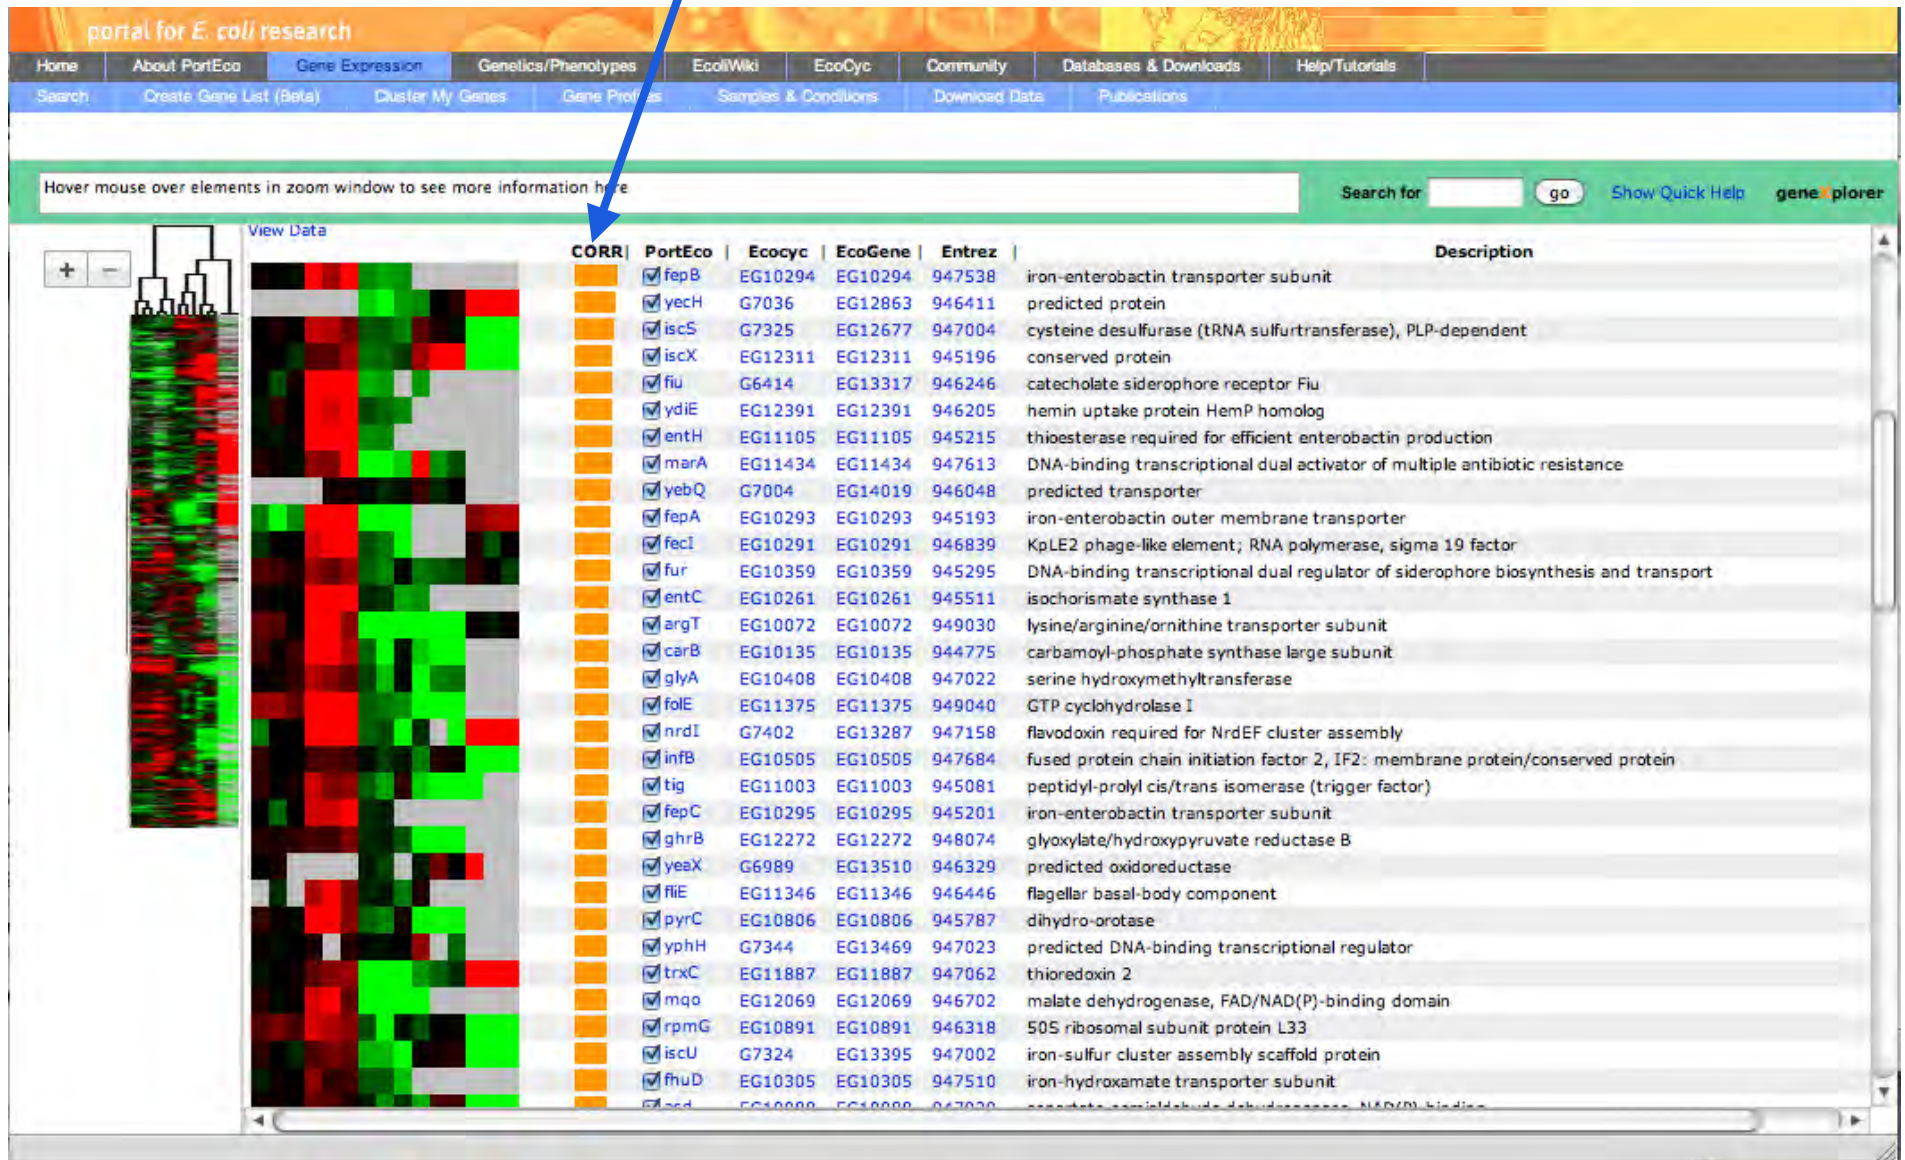 portal for E. coli research
Home About PortEco Gene Expression Genetics/Phenotypes EcoliWiki EcoCyc Community Databases & Downloads Help/Tutorials
Search Create Gene List (Beta) Cluster My Genes Gene Profiles Samples & Conditions Download Data Publications
Hover mouse over elements in zoom window to see more information here
Search for go Show Quick Help geneXplorer
View Data
+ −
CORR| PortEco | Ecocyc | EcoGene | Entrez | Description
fepB EG10294 EG10294 947538 iron-enterobactin transporter subunit
yecH G7036 EG12863 946411 predicted protein
iscS G7325 EG12677 947004 cysteine desulfurase (tRNA sulfurtransferase), PLP-dependent
iscX EG12311 EG12311 945196 conserved protein
fiu G6414 EG13317 946246 catecholate siderophore receptor Fiu
ydiE EG12391 EG12391 946205 hemin uptake protein HemP homolog
entH EG11105 EG11105 945215 thioesterase required for efficient enterobactin production
marA EG11434 EG11434 947613 DNA-binding transcriptional dual activator of multiple antibiotic resistance
yebQ G7004 EG14019 946048 predicted transporter
fepA EG10293 EG10293 945193 iron-enterobactin outer membrane transporter
fecI EG10291 EG10291 946839 KpLE2 phage-like element; RNA polymerase, sigma 19 factor
fur EG10359 EG10359 945295 DNA-binding transcriptional dual regulator of siderophore biosynthesis and transport
entC EG10261 EG10261 945511 isochorismate synthase 1
argT EG10072 EG10072 949030 lysine/arginine/ornithine transporter subunit
carB EG10135 EG10135 944775 carbamoyl-phosphate synthase large subunit
glyA EG10408 EG10408 947022 serine hydroxymethyltransferase
folE EG11375 EG11375 949040 GTP cyclohydrolase I
nrdI G7402 EG13287 947158 flavodoxin required for NrdEF cluster assembly
infB EG10505 EG10505 947684 fused protein chain initiation factor 2, IF2: membrane protein/conserved protein
tig EG11003 EG11003 945081 peptidyl-prolyl cis/trans isomerase (trigger factor)
fepC EG10295 EG10295 945201 iron-enterobactin transporter subunit
ghrB EG12272 EG12272 948074 glyoxylate/hydroxypyruvate reductase B
yeaX G6989 EG13510 946329 predicted oxidoreductase
fliE EG11346 EG11346 946446 flagellar basal-body component
pyrC EG10806 EG10806 945787 dihydro-orotase
yphH G7344 EG13469 947023 predicted DNA-binding transcriptional regulator
trxC EG11887 EG11887 947062 thioredoxin 2
mqo EG12069 EG12069 946702 malate dehydrogenase, FAD/NAD(P)-binding domain
rpmG EG10891 EG10891 946318 50S ribosomal subunit protein L33
iscU G7324 EG13395 947002 iron-sulfur cluster assembly scaffold protein
fhuD EG10305 EG10305 947510 iron-hydroxamate transporter subunit